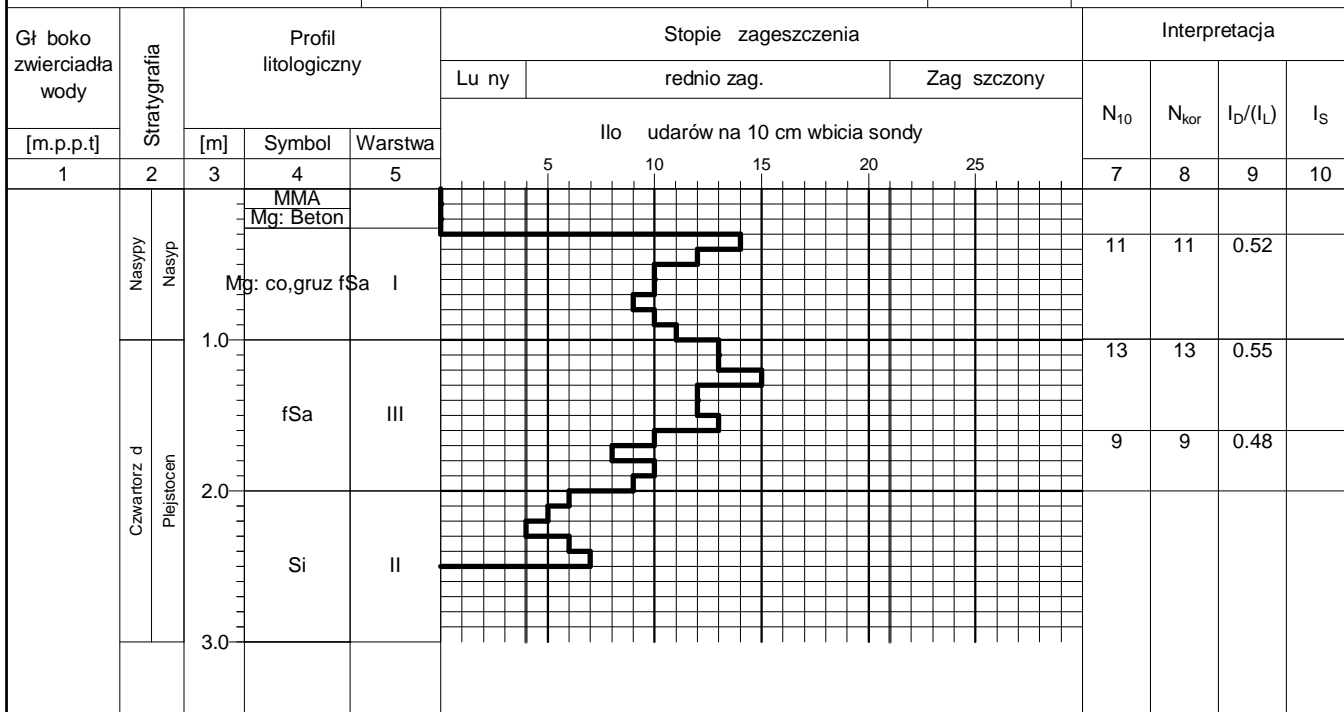 Gł boko
zwierciadła
wody
[m.p.p.t]
Stratygrafia
Profil
litologiczny
[m]
Symbol
Warstwa
Stopie zageszczenia
Lu ny
rednio zag.
Zag szczony
Ilo udarów na 10 cm wbicia sondy
5 10 15 20 25
Interpretacja
N10 Nkor ID/(IL) IS
1 2 3 4 5 7 8 9 10
MMA
Mg: Beton
Nasypy
Nasyp
Mg: co,gruz fSa I
11 11 0.52
1.0
13 13 0.55
fSa III
9 9 0.48
Czwartorz d
Plejstocen
2.0
Si II
3.0